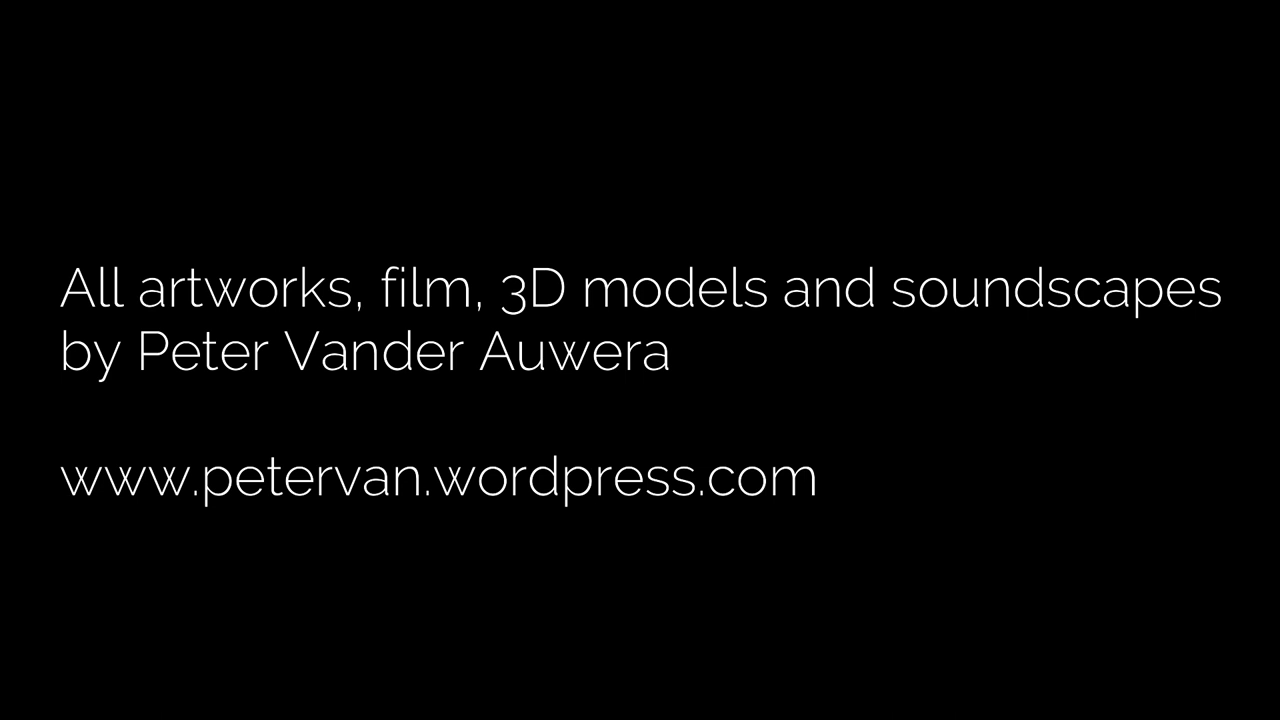 All artworks, film, 3D models and soundscapes
by Peter Vander Auwera
www.petervan.wordpress.com